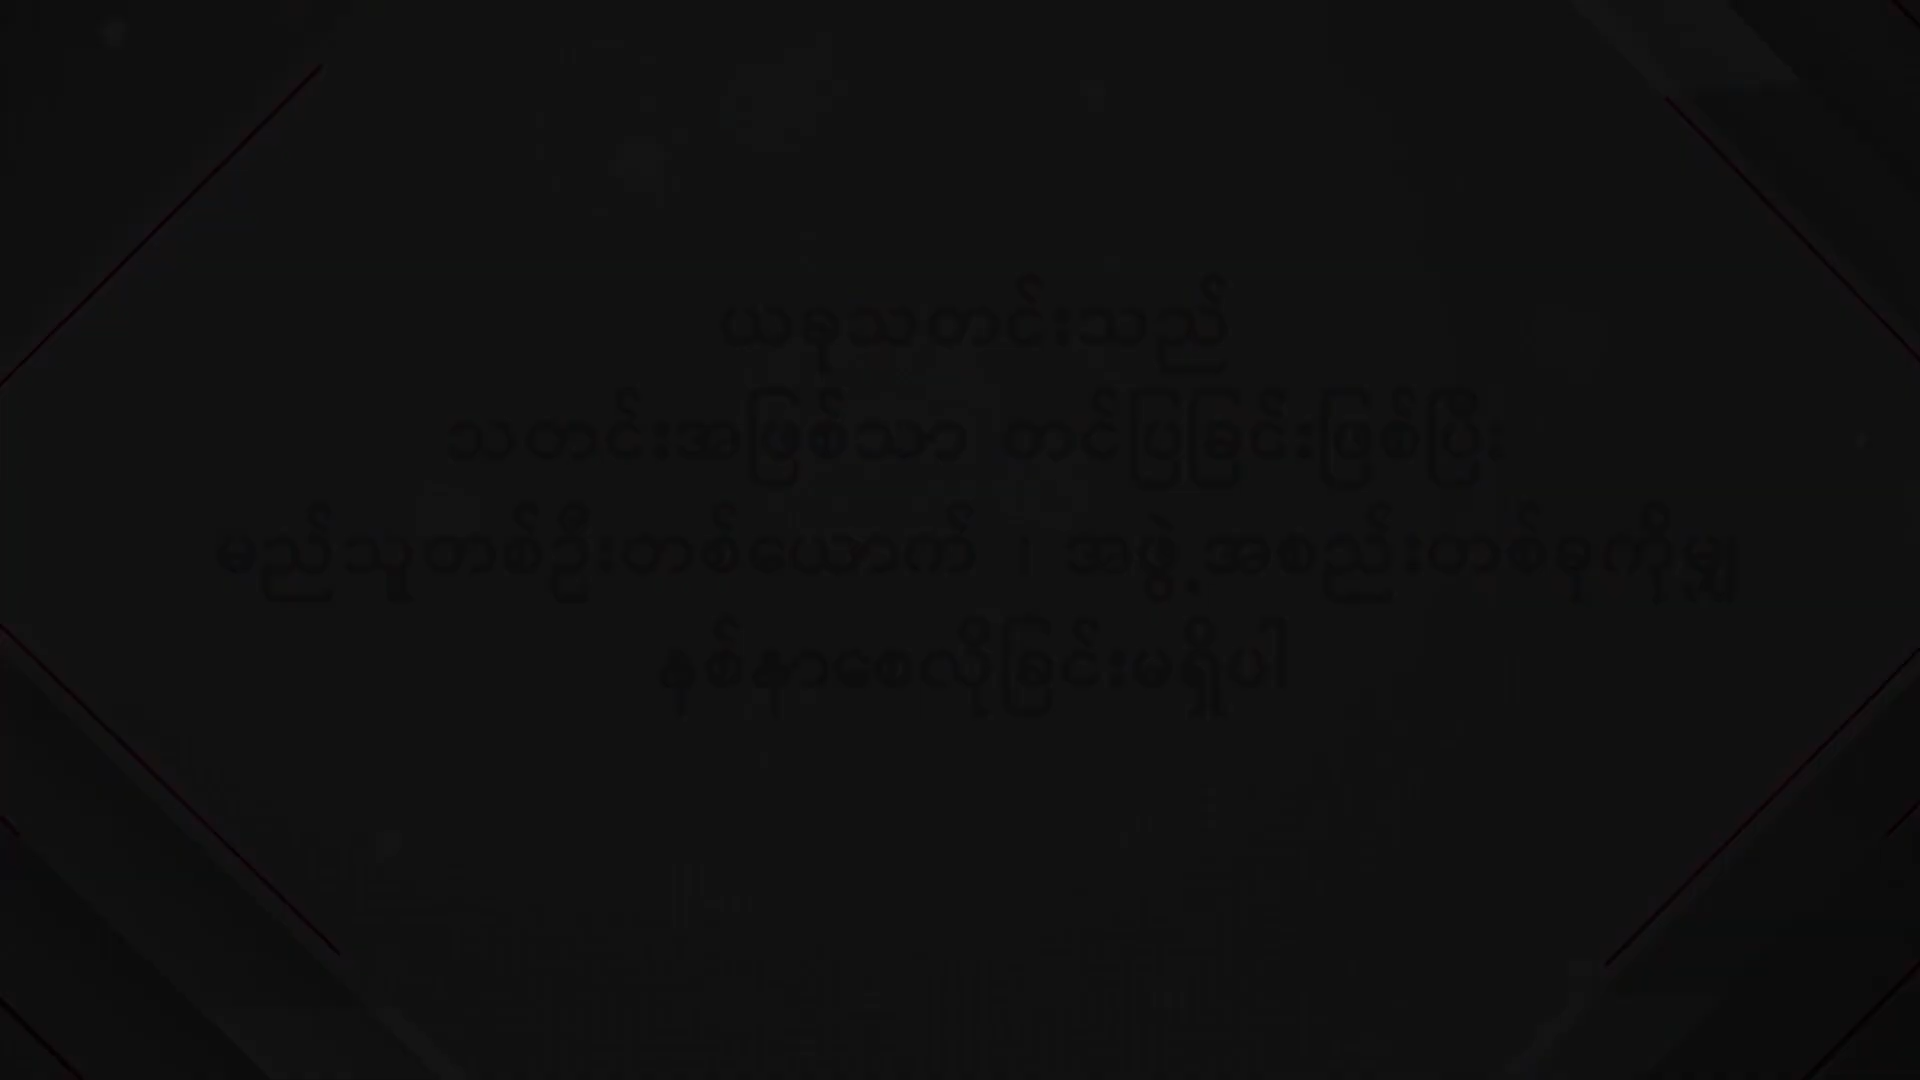 ယခုသတင်းသည်
သတင်းအဖြစ်သာ တင်ပြခြင်းဖြစ်ပြီး
မည်သူတစ်ဦးတစ်ယောက် ၊ အဖွဲ့အစည်းတစ်ခုကိုမျှ
နစ်နာစေလိုခြင်းမရှိပါ